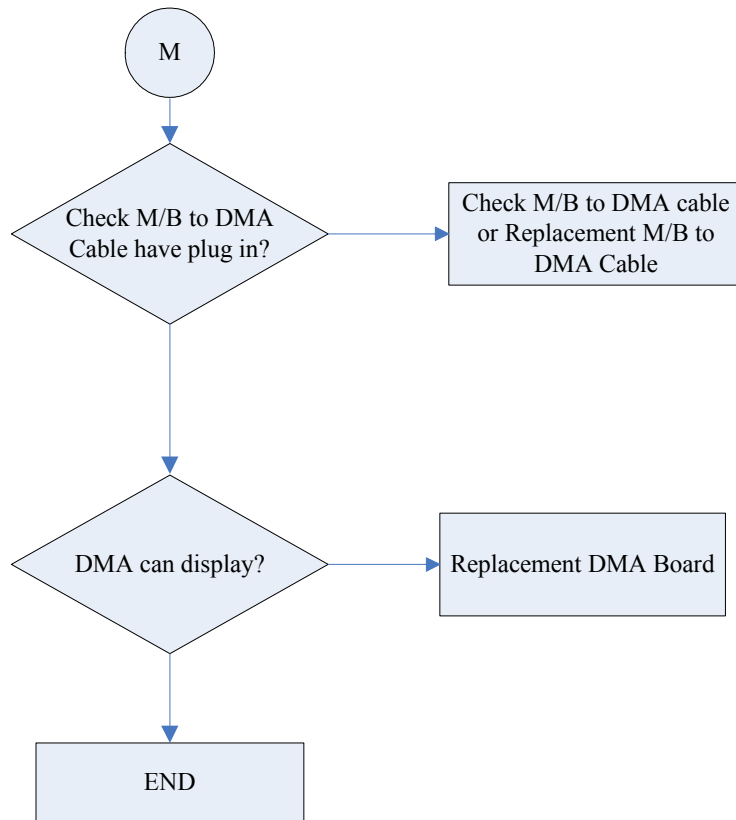 M
Check M/B to DMA
Cable have plug in?
Check M/B to DMA cable
or Replacement M/B to
DMA Cable
DMA can display?
Replacement DMA Board
END